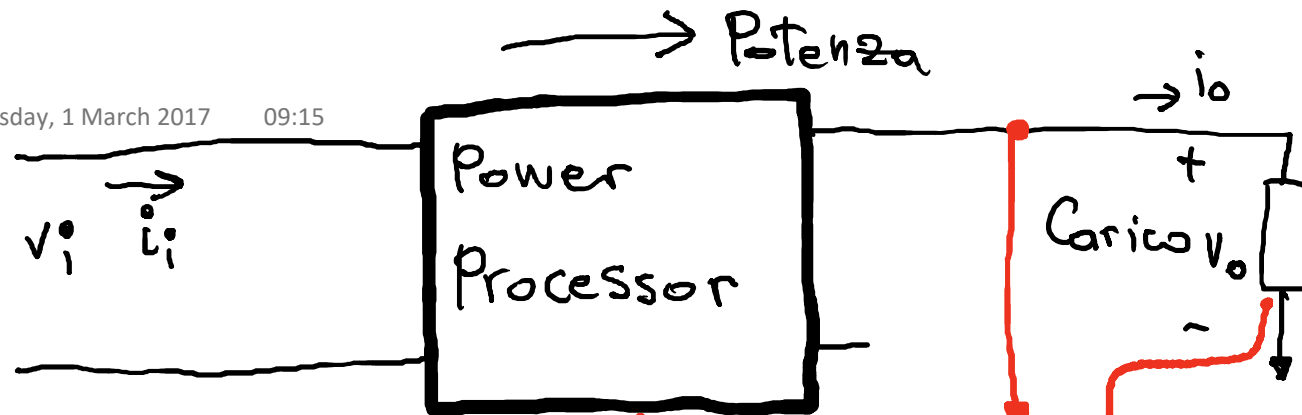 → Potenza
sday, 1 March 2017 09:15
→ io
Power
+
vi ii
Carico vo
Processor
-